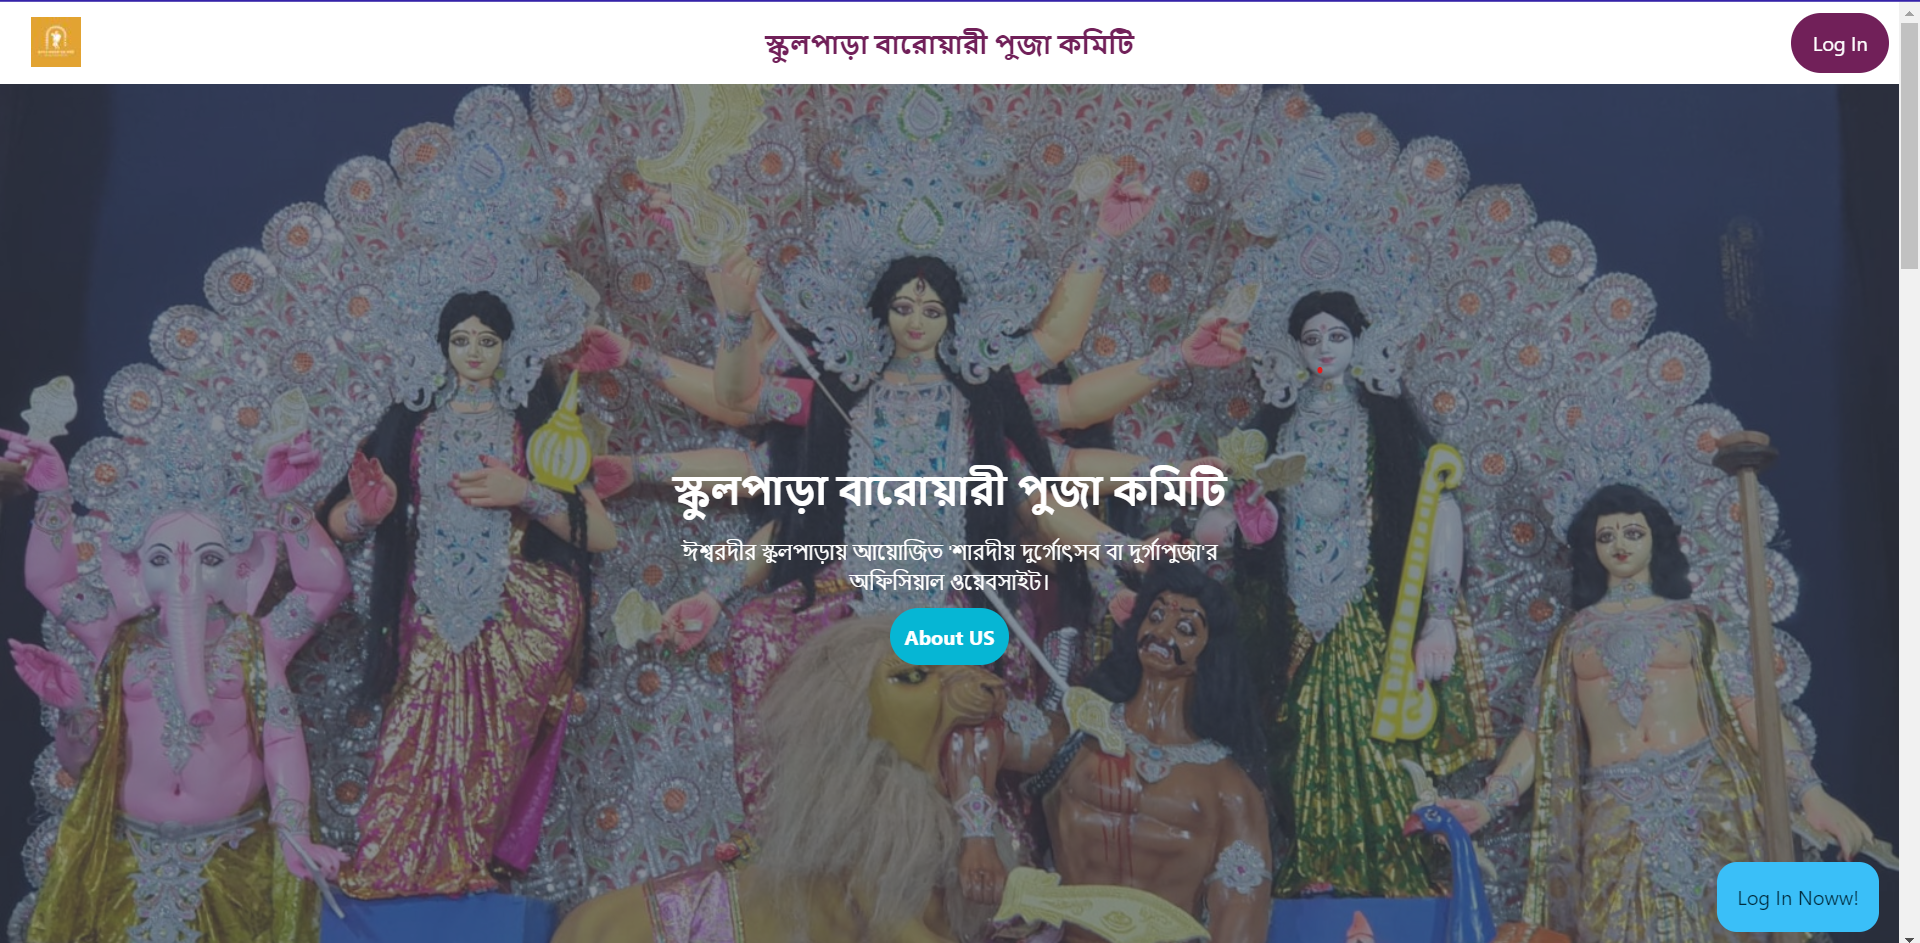 স্কুলপাড়া বারোয়ারী পুজা কমিটি
Log In
স্কুলপাড়া বারোয়ারী পুজা কমিটি
ঈশ্বরদীর স্কুলপাড়ায় আয়োজিত 'শারদীয় দুর্গোৎসব বা দুর্গাপুজা'র
অফিসিয়াল ওয়েবসাইট।
About US
Log In Noww!